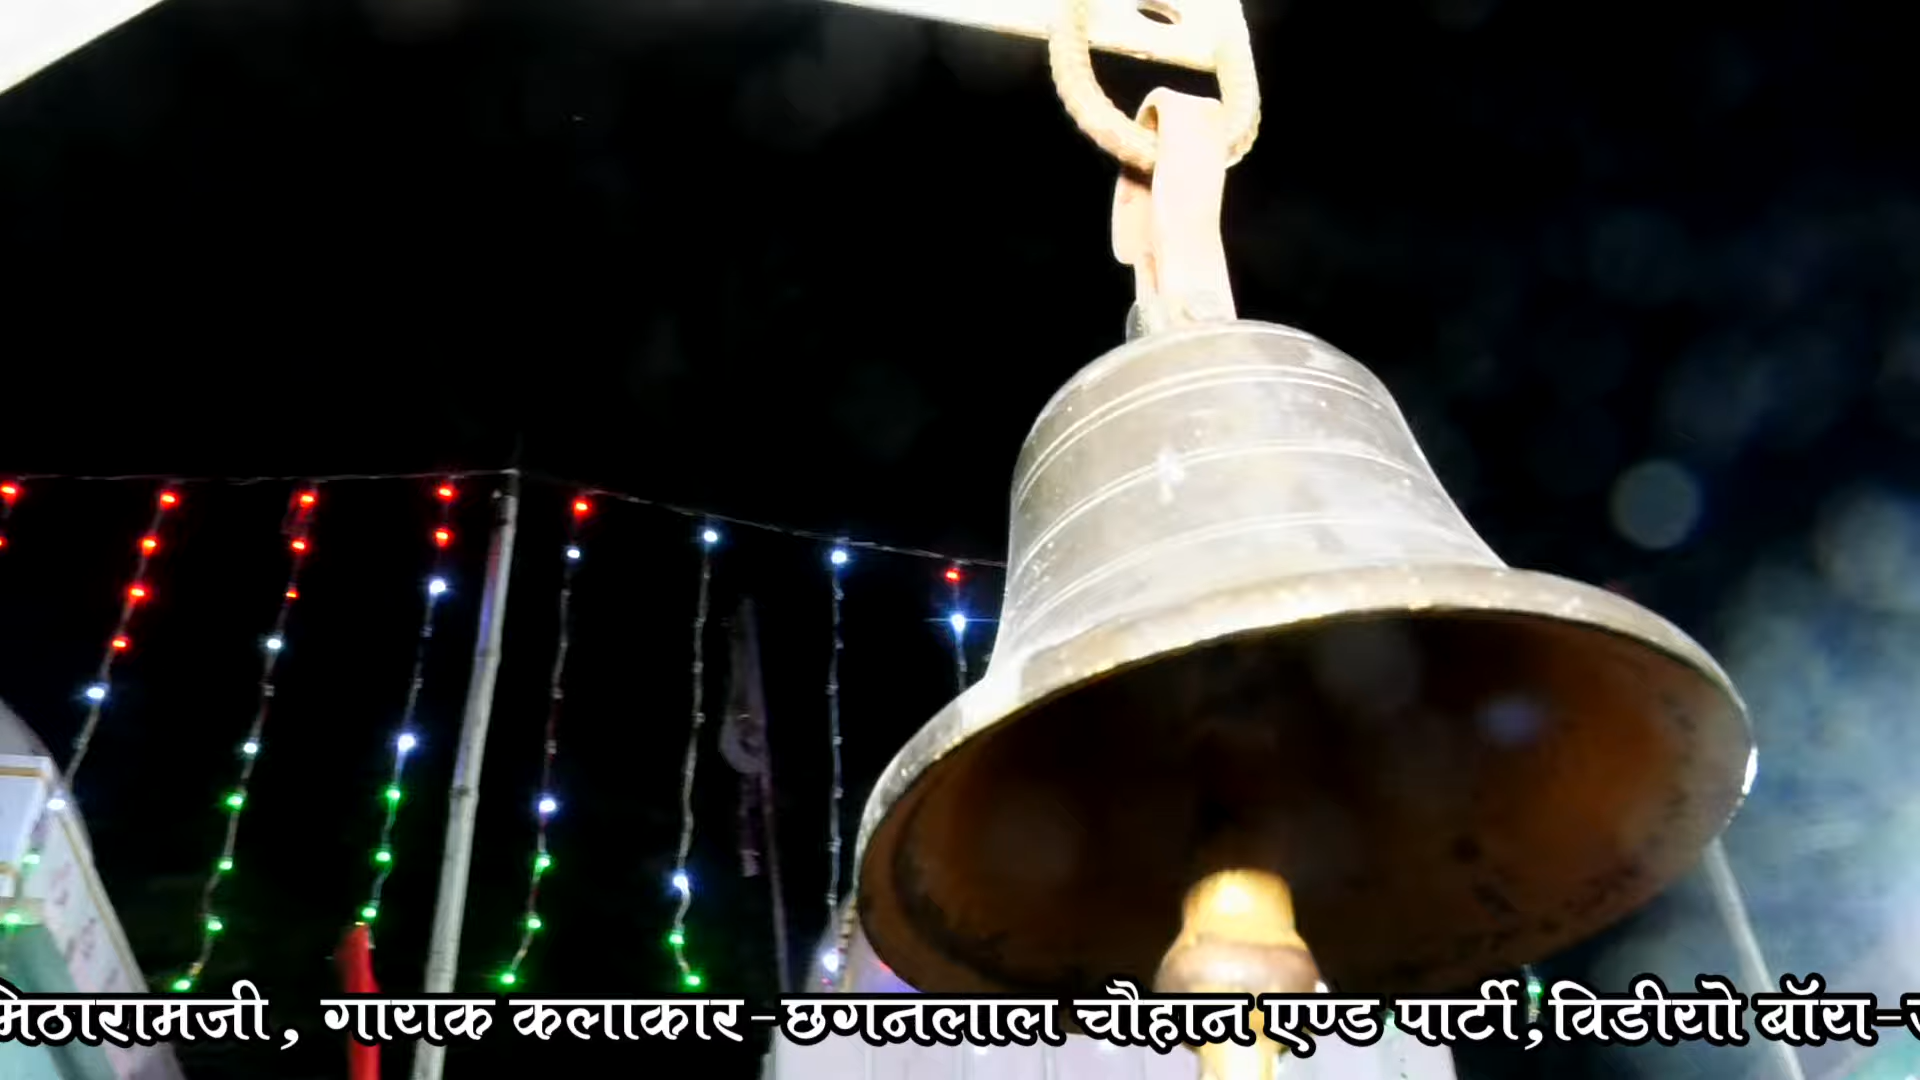 मिठारामजी, गायक कलाकार-छगनलाल चौहान एण्ड पार्टी,विडीयो बॉरा-